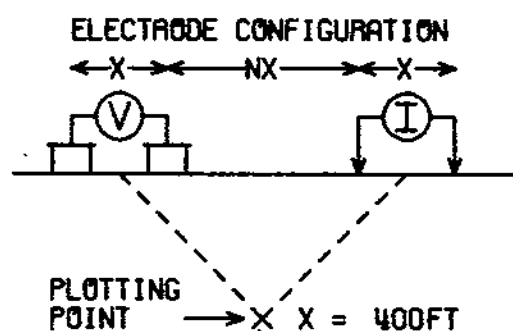 ELECTRODE CONFIGURATION
X NX X
V I
PLOTTING
POINT X X = 400FT